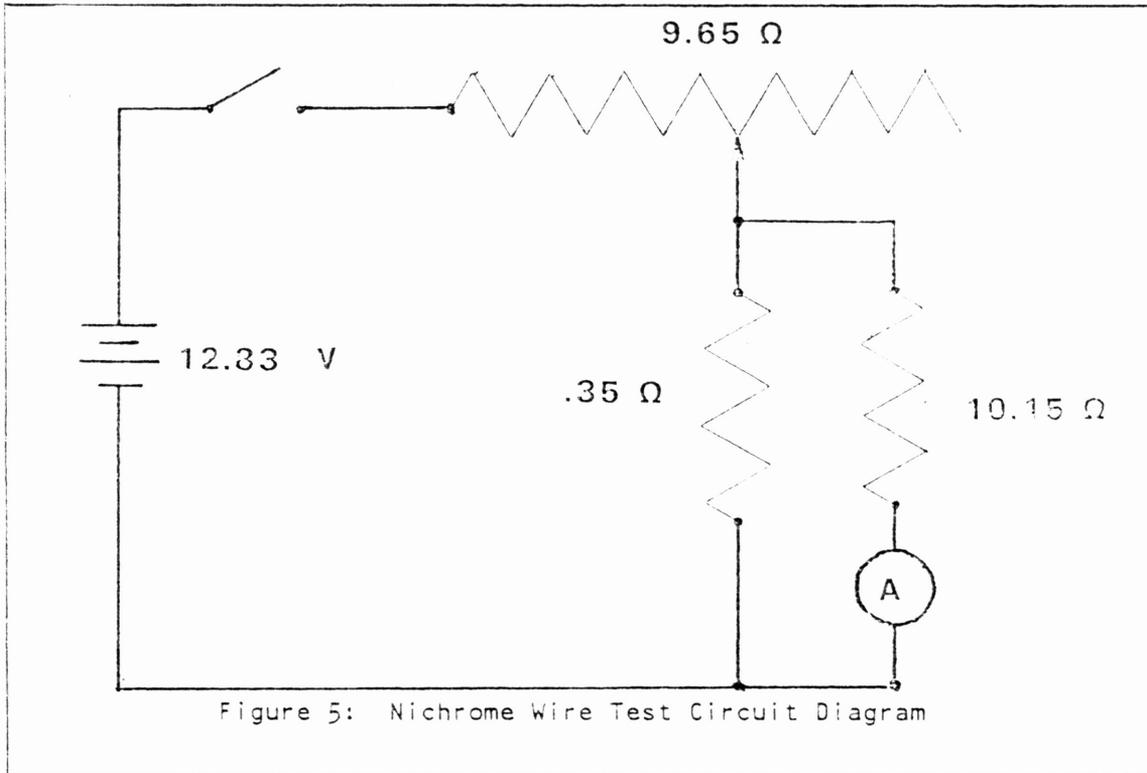 9.65 Ω
12.33 V
.35 Ω
10.15 Ω
A
Figure 5: Nichrome Wire Test Circuit Diagram